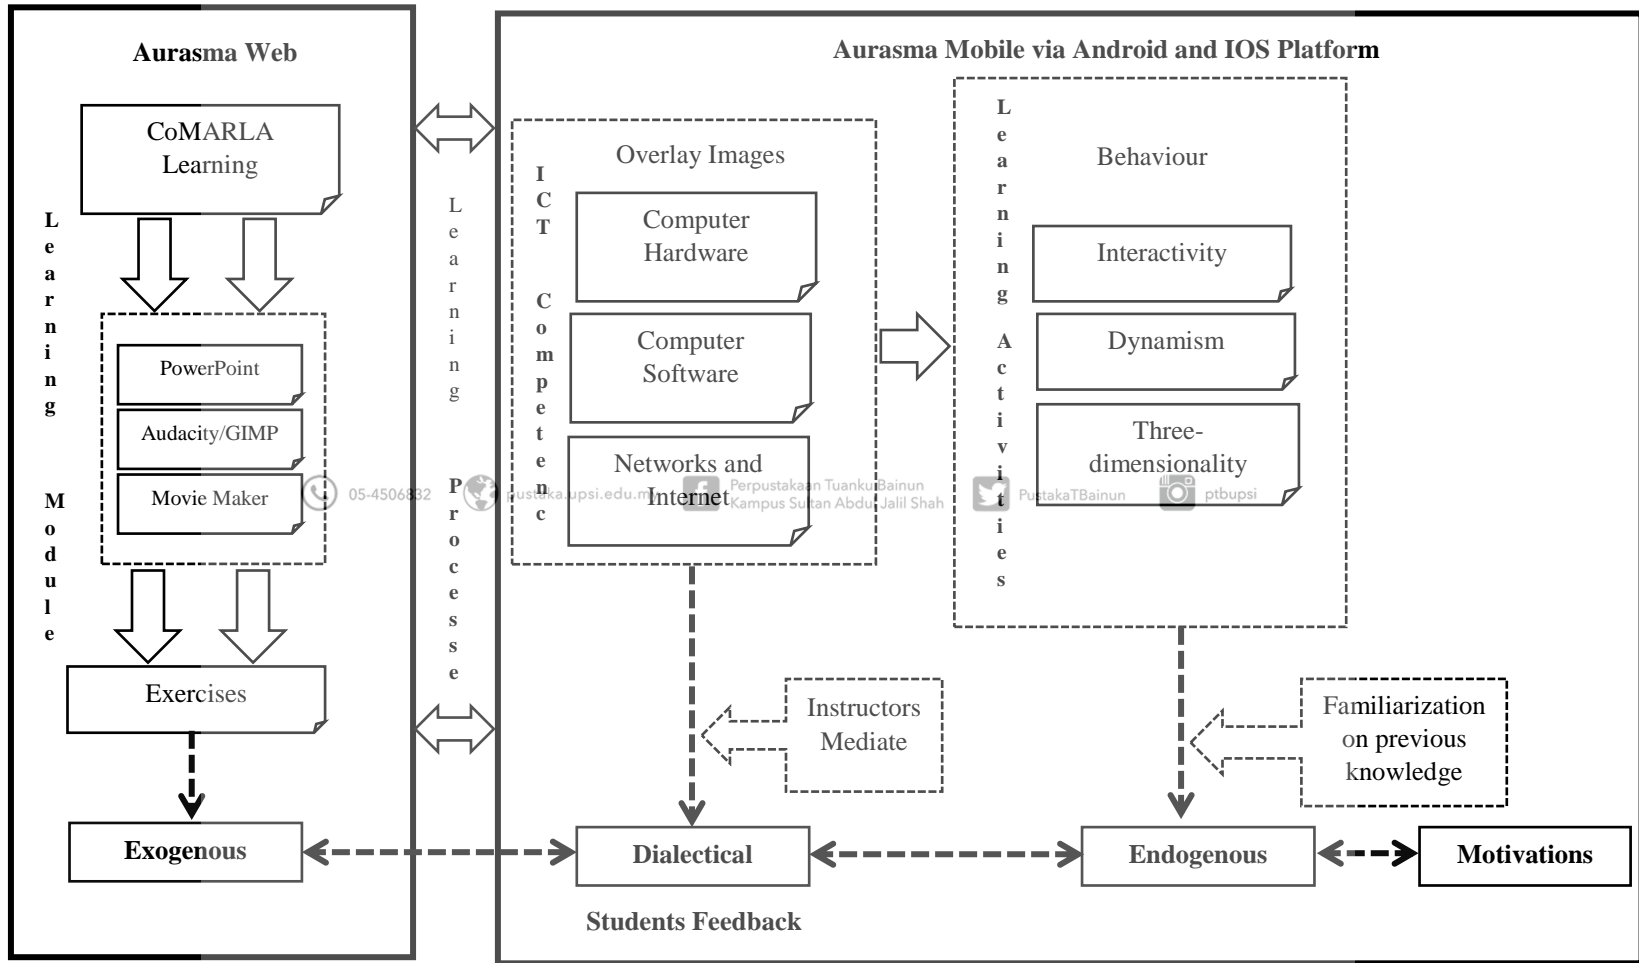 Aurasma Web
CoMARLA
Learning
Learning Module
PowerPoint
Audacity/GIMP
Movie Maker
Exercises
Exogenous
Learning Processe
Aurasma Mobile via Android and IOS Platform
ICT Competenc
Overlay Images
Computer
Hardware
Computer
Software
Networks and
Internet
Learning Activities
Behaviour
Interactivity
Dynamism
Three-
dimensionality
Instructors
Mediate
Familiarization
on previous
knowledge
Dialectical
Endogenous
Motivations
Students Feedback
05-4506832
pustaka.upsi.edu.my
Perpustakaan Tuanku Bainun
Kampus Sultan Abdul Jalil Shah
PustakaTBainun
ptbupsi